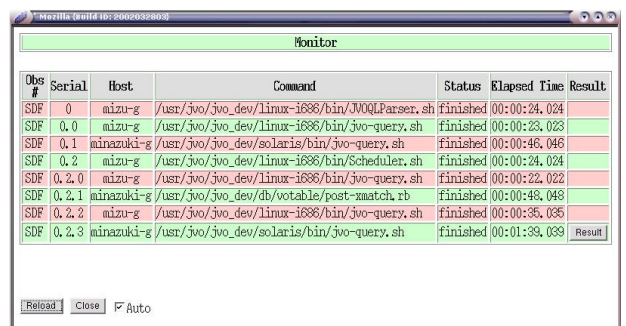 Mozilla {Build ID: 2002032803}
Monitor
Obs # Serial Host Command Status Elapsed Time Result
SDF 0 mizu-g /usr/jvo/jvo_dev/linux-i686/bin/JVOQLParser.sh finished 00:00:24.024
SDF 0.0 mizu-g /usr/jvo/jvo_dev/linux-i686/bin/jvo-query.sh finished 00:00:23.023
SDF 0.1 minazuki-g /usr/jvo/jvo_dev/solaris/bin/jvo-query.sh finished 00:00:46.046
SDF 0.2 mizu-g /usr/jvo/jvo_dev/linux-i686/bin/Scheduler.sh finished 00:00:24.024
SDF 0.2.0 mizu-g /usr/jvo/jvo_dev/linux-i686/bin/jvo-query.sh finished 00:00:22.022
SDF 0.2.1 minazuki-g /usr/jvo/jvo_dev/db/votable/post-xmatch.rb finished 00:00:48.048
SDF 0.2.2 mizu-g /usr/jvo/jvo_dev/linux-i686/bin/jvo-query.sh finished 00:00:35.035
SDF 0.2.3 minazuki-g /usr/jvo/jvo_dev/solaris/bin/jvo-query.sh finished 00:01:39.039 Result
Reload Close Auto